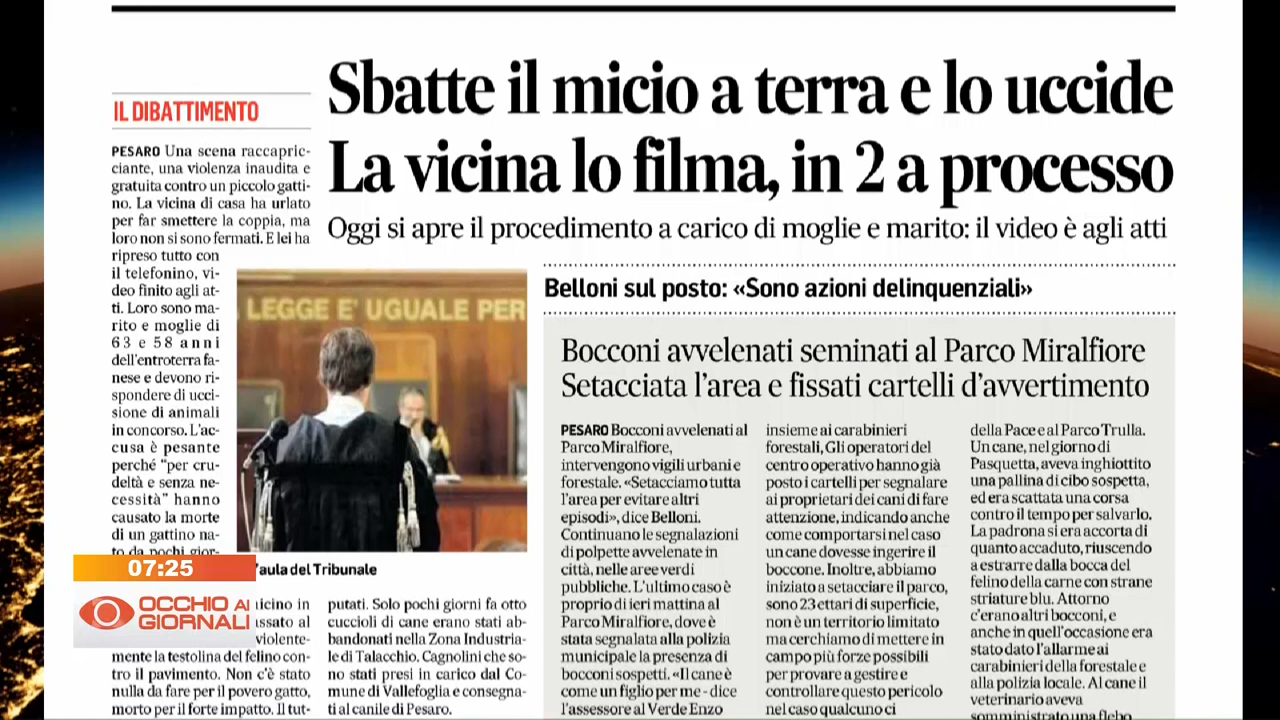 IL DIBATTIMENTO
Sbatte il micio a terra e lo uccide
La vicina lo filma, in 2 a processo
Oggi si apre il procedimento a carico di moglie e marito: il video è agli atti
PESARO Una scena raccapric-
ciante, una violenza inaudita e
gratuita contro un piccolo gatti-
no. La vicina di casa ha urlato
per far smettere la coppia, ma
loro non si sono fermati. E lei ha
ripreso tutto con
il telefonino, vi-
deo finito agli at-
ti. Loro sono ma-
rito e moglie di
63 e 58 anni
dell'entroterra fa-
nese e devono ri-
spondere di ucci-
sione di animali
in concorso. L'ac-
cusa è pesante
perché "per cru-
deltà e senza ne-
cessità" hanno
causato la morte
di un gattino na-
to da pochi gior-
micino in
violente-
mente la testolina del felino con-
tro il pavimento. Non c'è stato
nulla da fare per il povero gatto,
morto per il forte impatto. Il tut-
LEGGE E' UGUALE PER
'aula del Tribunale
putati. Solo pochi giorni fa otto
cuccioli di cane erano stati ab-
bandonati nella Zona Industria-
le di Talacchio. Cagnolini che so-
no stati presi in carico dal Co-
mune di Vallefoglia e consegna-
ti al canile di Pesaro.
Belloni sul posto: «Sono azioni delinquenziali»
Bocconi avvelenati seminati al Parco Miralfiore
Setacciata l'area e fissati cartelli d'avvertimento
PESARO Bocconi avvelenati al
Parco Miralfiore,
intervengono vigili urbani e
forestale. «Setacciamo tutta
l'area per evitare altri
episodi», dice Belloni.
Continuano le segnalazioni
di polpette avvelenate in
città, nelle aree verdi
pubbliche. L'ultimo caso è
proprio di ieri mattina al
Parco Miralfiore, dove è
stata segnalata alla polizia
municipale la presenza di
bocconi sospetti. «Il cane è
come un figlio per me - dice
l'assessore al Verde Enzo
insieme ai carabinieri
forestali, Gli operatori del
centro operativo hanno già
posto i cartelli per segnalare
ai proprietari dei cani di fare
attenzione, indicando anche
come comportarsi nel caso
un cane dovesse ingerire il
boccone. Inoltre, abbiamo
iniziato a setacciare il parco,
sono 23 ettari di superficie,
non è un territorio limitato
ma cerchiamo di mettere in
campo più forze possibili
per provare a gestire e
controllare questo pericolo
nel caso qualcuno ci
della Pace e al Parco Trulla.
Un cane, nel giorno di
Pasquetta, aveva inghiottito
una pallina di cibo sospetta,
ed era scattata una corsa
contro il tempo per salvarlo.
La padrona si era accorta di
quanto accaduto, riuscendo
a estrarre dalla bocca del
felino della carne con strane
striature blu. Attorno
c'erano altri bocconi, e
anche in quell'occasione era
stato dato l'allarme ai
carabinieri della forestale e
alla polizia locale. Al cane il
veterinario aveva
somministrato una flebo
07:25
OCCHIO AI
GIORNALI